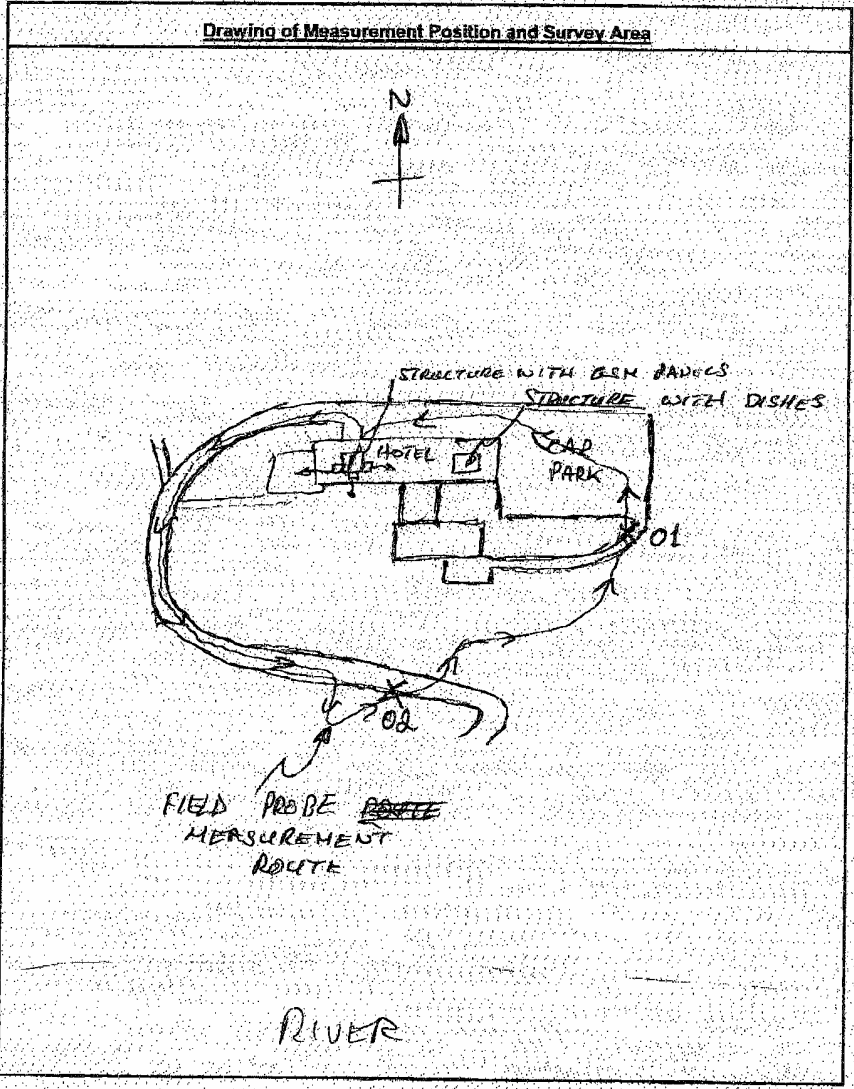 Drawing of Measurement Position and Survey Area
N
STRUCTURE WITH GSM PANELS
STRUCTURE WITH DISHES
HOTEL
CAR
PARK
01
02
FIELD PROBE ROUTE
MEASUREMENT
ROUTE
RIVER